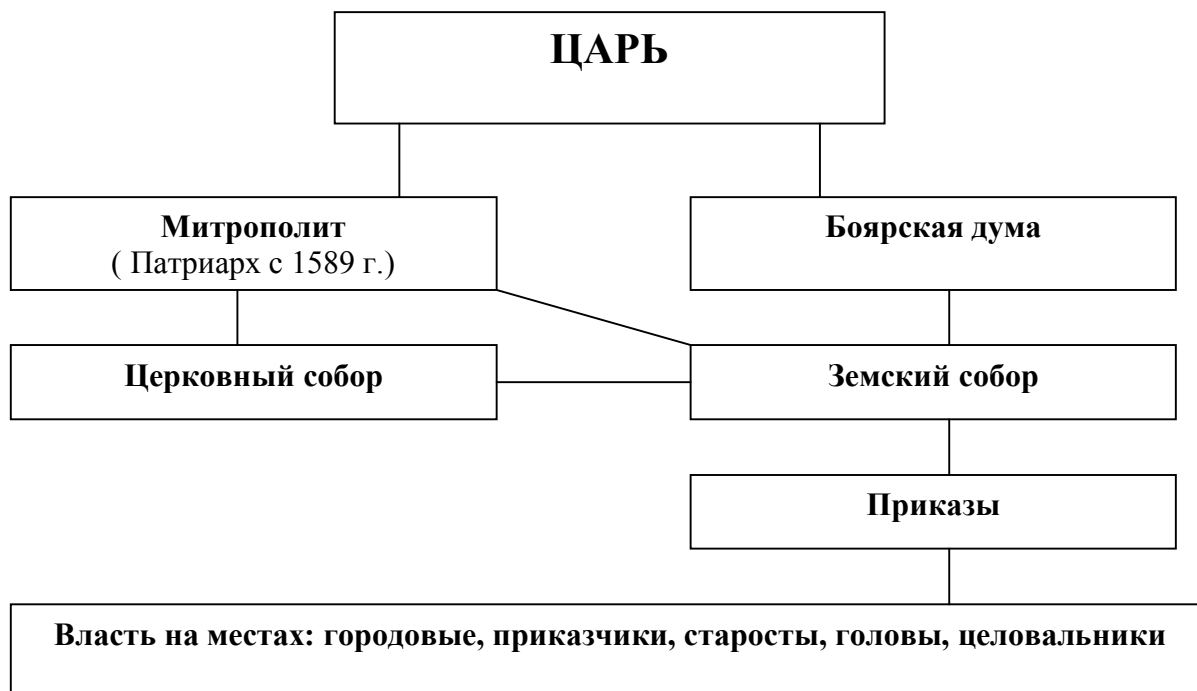 ЦАРЬ
Митрополит
( Патриарх с 1589 г.)
Боярская дума
Церковный собор
Земский собор
Приказы
Власть на местах: городовые, приказчики, старосты, головы, целовальники